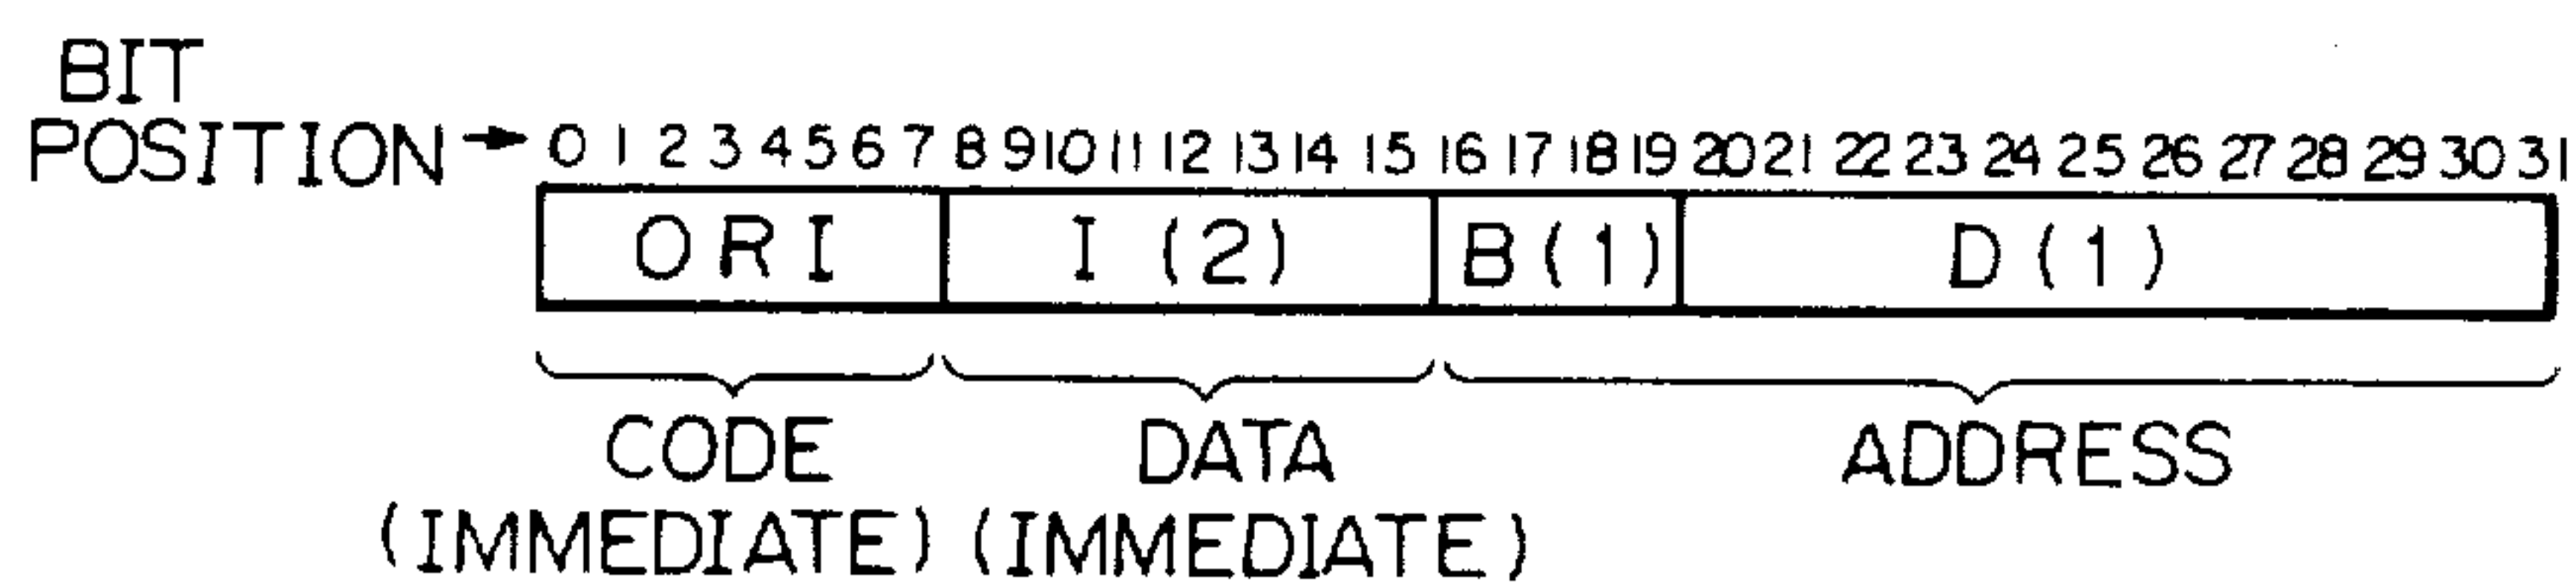 BIT
POSITION → 0 1 2 3 4 5 6 7 8 9 10 11 12 13 14 15 16 17 18 19 20 21 22 23 24 25 26 27 28 29 30 31
ORI I (2) B(1) D(1)
CODE DATA ADDRESS
(IMMEDIATE) (IMMEDIATE)